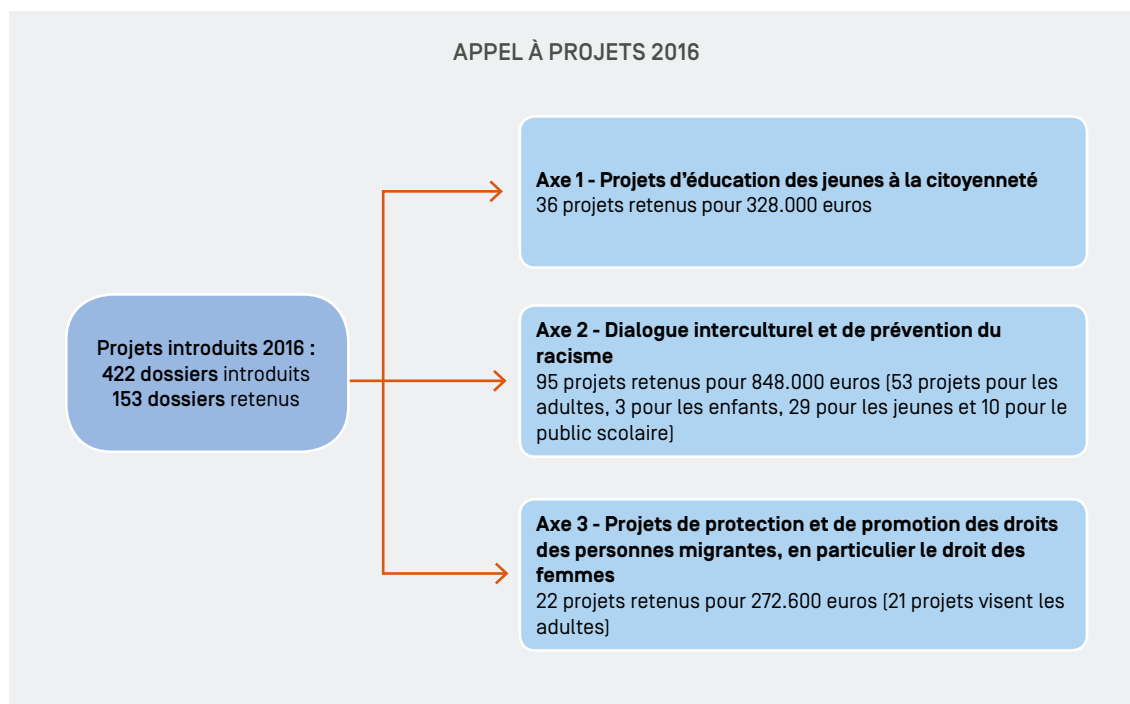 APPEL À PROJETS 2016
Axe 1 - Projets d'éducation des jeunes à la citoyenneté
36 projets retenus pour 328.000 euros
Projets introduits 2016 :
422 dossiers introduits
153 dossiers retenus
Axe 2 - Dialogue interculturel et de prévention du
racisme
95 projets retenus pour 848.000 euros (53 projets pour les
adultes, 3 pour les enfants, 29 pour les jeunes et 10 pour le
public scolaire)
Axe 3 - Projets de protection et de promotion des droits
des personnes migrantes, en particulier le droit des
femmes
22 projets retenus pour 272.600 euros (21 projets visent les
adultes)